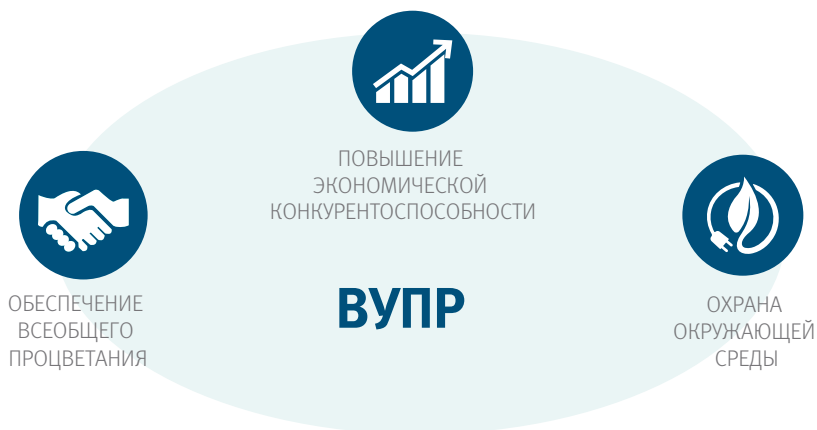 ПОВЫШЕНИЕ
ЭКОНОМИЧЕСКОЙ
КОНКУРЕНТОСПОСОБНОСТИ
ОБЕСПЕЧЕНИЕ
ВСЕОБЩЕГО
ПРОЦВЕТАНИЯ
ВУПР
ОХРАНА
ОКРУЖАЮЩЕЙ
СРЕДЫ